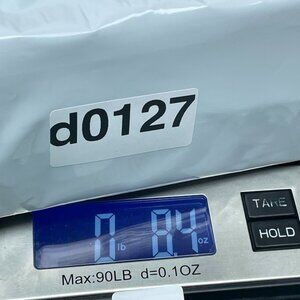 d0127
0 lb 8.4 oz
TARE
HOLD
Max:90LB d=0.1OZ